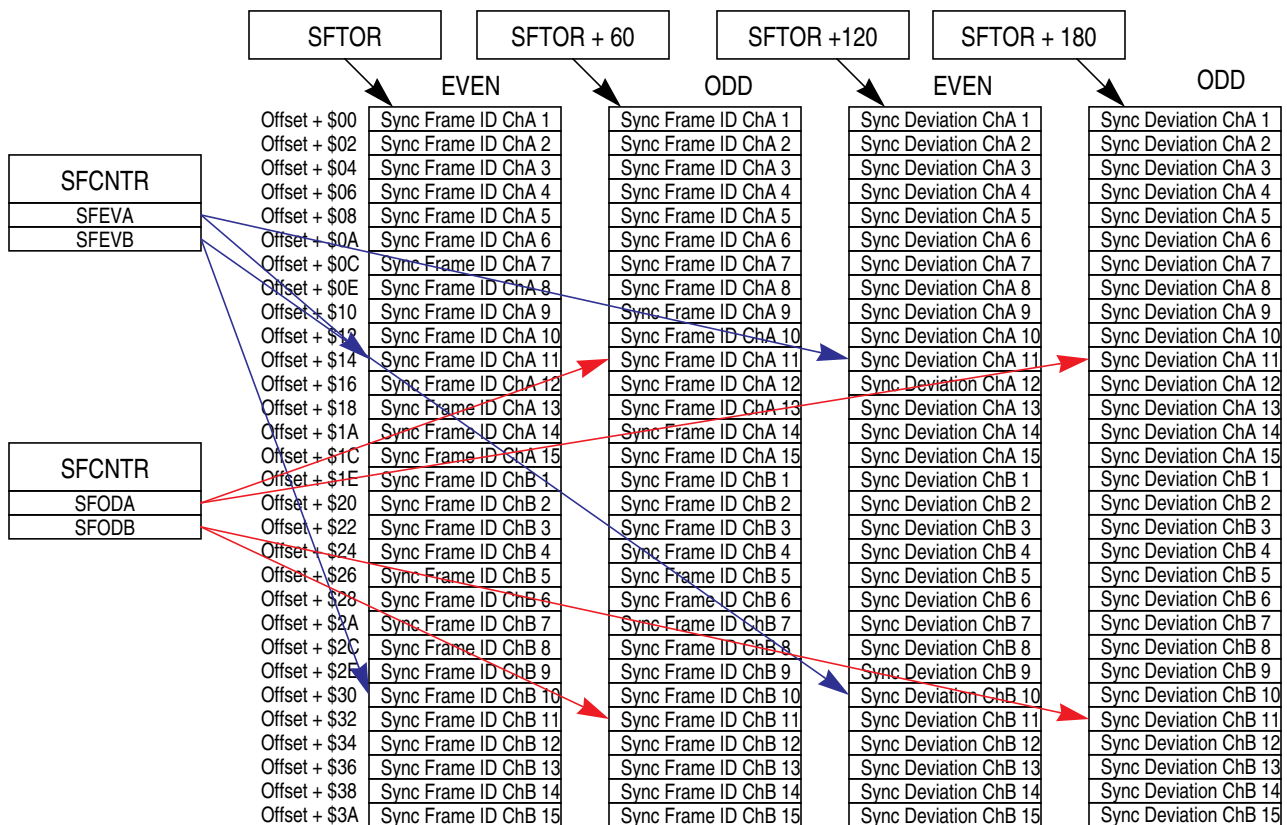 SFTOR SFTOR + 60 SFTOR +120 SFTOR + 180
EVEN ODD EVEN ODD
Offset + $00 Sync Frame ID ChA 1 Sync Frame ID ChA 1 Sync Deviation ChA 1 Sync Deviation ChA 1
Offset + $02 Sync Frame ID ChA 2 Sync Frame ID ChA 2 Sync Deviation ChA 2 Sync Deviation ChA 2
Offset + $04 Sync Frame ID ChA 3 Sync Frame ID ChA 3 Sync Deviation ChA 3 Sync Deviation ChA 3
SFCNTR Offset + $06 Sync Frame ID ChA 4 Sync Frame ID ChA 4 Sync Deviation ChA 4 Sync Deviation ChA 4
SFEVA Offset + $08 Sync Frame ID ChA 5 Sync Frame ID ChA 5 Sync Deviation ChA 5 Sync Deviation ChA 5
SFEVB Offset + $0A Sync Frame ID ChA 6 Sync Frame ID ChA 6 Sync Deviation ChA 6 Sync Deviation ChA 6
Offset + $0C Sync Frame ID ChA 7 Sync Frame ID ChA 7 Sync Deviation ChA 7 Sync Deviation ChA 7
Offset + $0E Sync Frame ID ChA 8 Sync Frame ID ChA 8 Sync Deviation ChA 8 Sync Deviation ChA 8
Offset + $10 Sync Frame ID ChA 9 Sync Frame ID ChA 9 Sync Deviation ChA 9 Sync Deviation ChA 9
Offset + $12 Sync Frame ID ChA 10 Sync Frame ID ChA 10 Sync Deviation ChA 10 Sync Deviation ChA 10
Offset + $14 Sync Frame ID ChA 11 Sync Frame ID ChA 11 Sync Deviation ChA 11 Sync Deviation ChA 11
Offset + $16 Sync Frame ID ChA 12 Sync Frame ID ChA 12 Sync Deviation ChA 12 Sync Deviation ChA 12
Offset + $18 Sync Frame ID ChA 13 Sync Frame ID ChA 13 Sync Deviation ChA 13 Sync Deviation ChA 13
Offset + $1A Sync Frame ID ChA 14 Sync Frame ID ChA 14 Sync Deviation ChA 14 Sync Deviation ChA 14
SFCNTR Offset + $1C Sync Frame ID ChA 15 Sync Frame ID ChA 15 Sync Deviation ChA 15 Sync Deviation ChA 15
Offset + $1E Sync Frame ID ChB 1 Sync Frame ID ChB 1 Sync Deviation ChB 1 Sync Deviation ChB 1
SFODA Offset + $20 Sync Frame ID ChB 2 Sync Frame ID ChB 2 Sync Deviation ChB 2 Sync Deviation ChB 2
SFODB Offset + $22 Sync Frame ID ChB 3 Sync Frame ID ChB 3 Sync Deviation ChB 3 Sync Deviation ChB 3
Offset + $24 Sync Frame ID ChB 4 Sync Frame ID ChB 4 Sync Deviation ChB 4 Sync Deviation ChB 4
Offset + $26 Sync Frame ID ChB 5 Sync Frame ID ChB 5 Sync Deviation ChB 5 Sync Deviation ChB 5
Offset + $28 Sync Frame ID ChB 6 Sync Frame ID ChB 6 Sync Deviation ChB 6 Sync Deviation ChB 6
Offset + $2A Sync Frame ID ChB 7 Sync Frame ID ChB 7 Sync Deviation ChB 7 Sync Deviation ChB 7
Offset + $2C Sync Frame ID ChB 8 Sync Frame ID ChB 8 Sync Deviation ChB 8 Sync Deviation ChB 8
Offset + $2E Sync Frame ID ChB 9 Sync Frame ID ChB 9 Sync Deviation ChB 9 Sync Deviation ChB 9
Offset + $30 Sync Frame ID ChB 10 Sync Frame ID ChB 10 Sync Deviation ChB 10 Sync Deviation ChB 10
Offset + $32 Sync Frame ID ChB 11 Sync Frame ID ChB 11 Sync Deviation ChB 11 Sync Deviation ChB 11
Offset + $34 Sync Frame ID ChB 12 Sync Frame ID ChB 12 Sync Deviation ChB 12 Sync Deviation ChB 12
Offset + $36 Sync Frame ID ChB 13 Sync Frame ID ChB 13 Sync Deviation ChB 13 Sync Deviation ChB 13
Offset + $38 Sync Frame ID ChB 14 Sync Frame ID ChB 14 Sync Deviation ChB 14 Sync Deviation ChB 14
Offset + $3A Sync Frame ID ChB 15 Sync Frame ID ChB 15 Sync Deviation ChB 15 Sync Deviation ChB 15